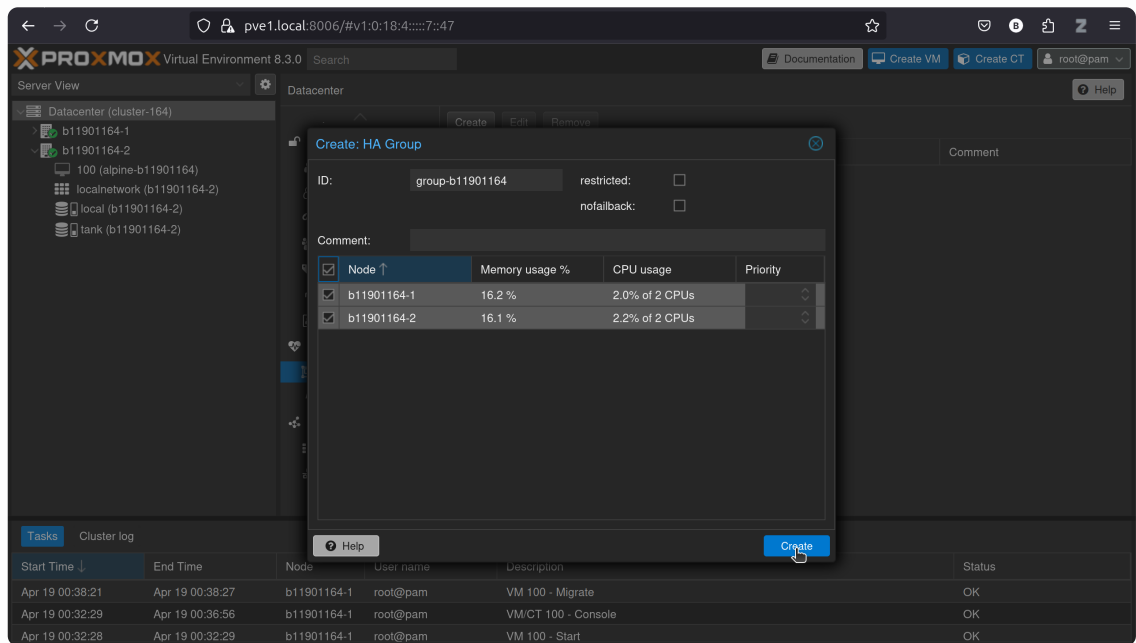 pve1.local:8006/#v1:0:18:4:::::7::47
PROXMOX Virtual Environment 8.3.0 Search Documentation Create VM Create CT root@pam
Server View Datacenter Help
Datacenter (cluster-164)
b11901164-1
b11901164-2
100 (alpine-b11901164)
localnetwork (b11901164-2)
local (b11901164-2)
tank (b11901164-2)
Create Edit Remove
Comment
Create: HA Group
ID: group-b11901164 restricted:
nofailback:
Comment:
Node Memory usage % CPU usage Priority
b11901164-1 16.2 % 2.0% of 2 CPUs
b11901164-2 16.1 % 2.2% of 2 CPUs
Help Create
Tasks Cluster log
Start Time End Time Node User name Description Status
Apr 19 00:38:21 Apr 19 00:38:27 b11901164-1 root@pam VM 100 - Migrate OK
Apr 19 00:32:29 Apr 19 00:36:56 b11901164-1 root@pam VM/CT 100 - Console OK
Apr 19 00:32:28 Apr 19 00:32:29 b11901164-1 root@pam VM 100 - Start OK